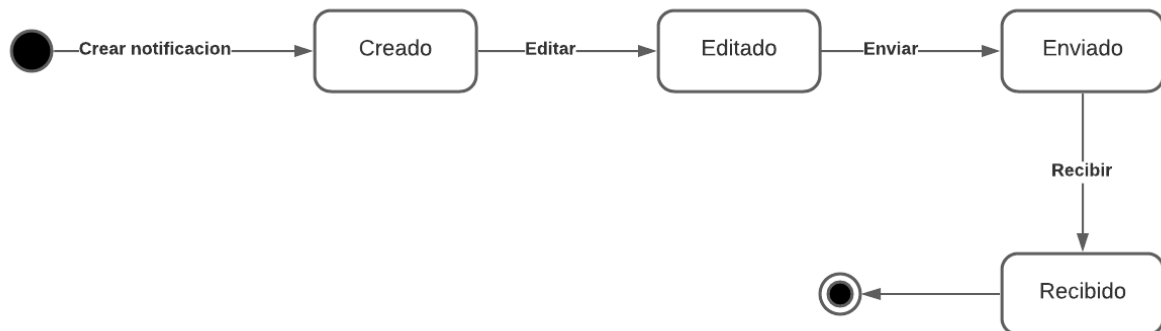 Crear notificacion
Creado
Editar
Editado
Enviar
Enviado
Recibir
Recibido